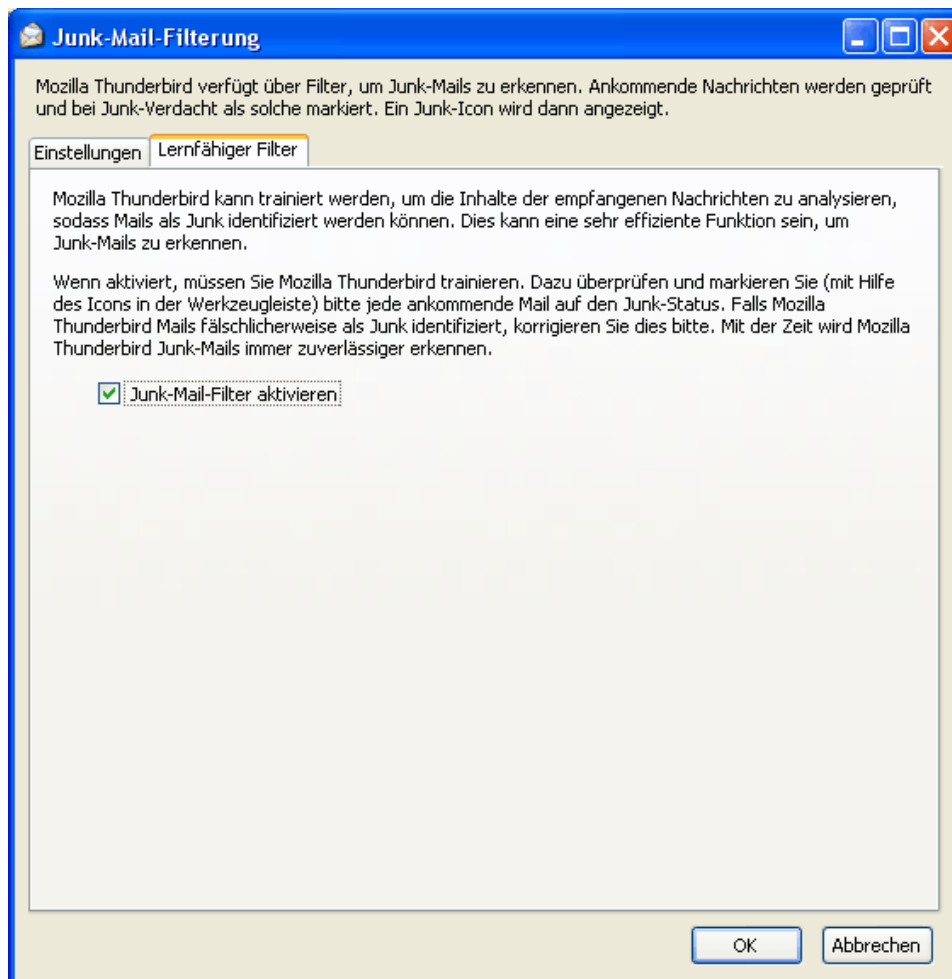 Junk-Mail-Filterung
Mozilla Thunderbird verfügt über Filter, um Junk-Mails zu erkennen. Ankommende Nachrichten werden geprüft
und bei Junk-Verdacht als solche markiert. Ein Junk-Icon wird dann angezeigt.
Einstellungen Lernfähiger Filter
Mozilla Thunderbird kann trainiert werden, um die Inhalte der empfangenen Nachrichten zu analysieren,
sodass Mails als Junk identifiziert werden können. Dies kann eine sehr effiziente Funktion sein, um
Junk-Mails zu erkennen.
Wenn aktiviert, müssen Sie Mozilla Thunderbird trainieren. Dazu überprüfen und markieren Sie (mit Hilfe
des Icons in der Werkzeugleiste) bitte jede ankommende Mail auf den Junk-Status. Falls Mozilla
Thunderbird Mails fälschlicherweise als Junk identifiziert, korrigieren Sie dies bitte. Mit der Zeit wird Mozilla
Thunderbird Junk-Mails immer zuverlässiger erkennen.
Junk-Mail-Filter aktivieren
OK Abbrechen